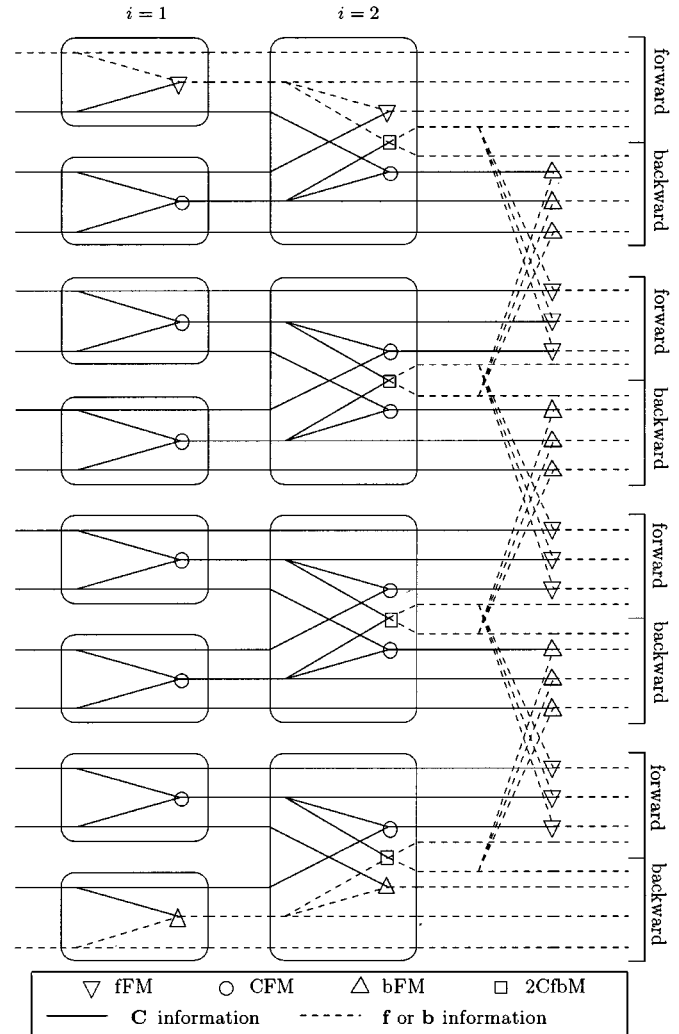 i = 1 i = 2
forward
backward
forward
backward
forward
backward
forward
backward
▽ fFM ○ CFM △ bFM □ 2CfbM
C information f or b information